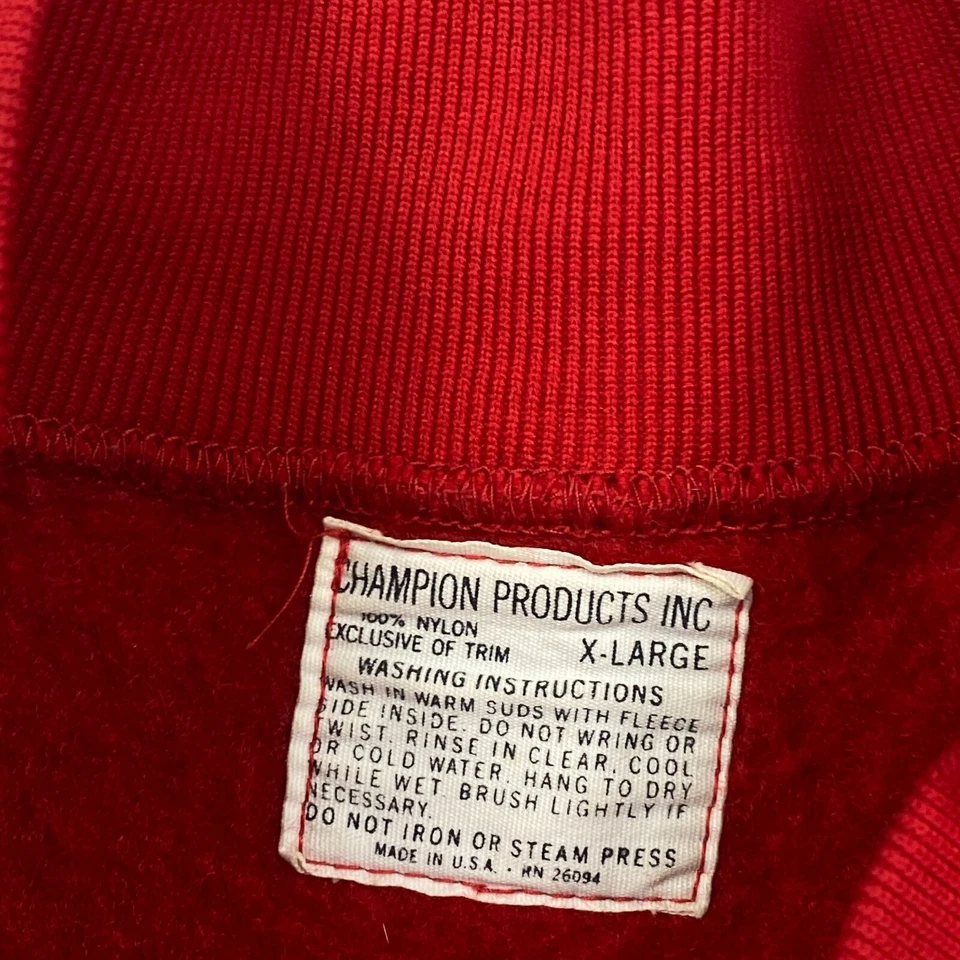 CHAMPION PRODUCTS INC
100% NYLON
EXCLUSIVE OF TRIM X-LARGE
WASHING INSTRUCTIONS
WASH IN WARM SUDS WITH FLEECE
SIDE INSIDE. DO NOT WRING OR
TWIST. RINSE IN CLEAR, COOL
OR COLD WATER. HANG TO DRY
WHILE WET BRUSH LIGHTLY IF
NECESSARY.
DO NOT IRON OR STEAM PRESS
MADE IN U.S.A. · RN 26094